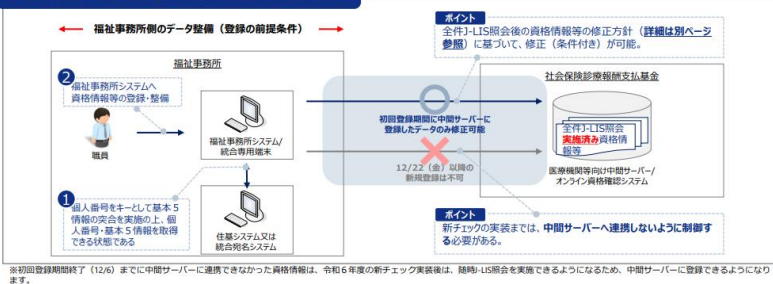 福祉事務所側のデータ整備（登録の前提条件）
ポイント
全件J-LIS照会後の資格情報等の修正方針（詳細は別ページ
参照）に基づいて、修正（条件付き）が可能。
福祉事務所
2
福祉事務所システムへ
資格情報等の登録・整備
職員
福祉事務所システム/
統合専用端末
1
個人番号をキーとして基本５
情報の突合を実施の上、個
人番号・基本５情報を取得
できる状態である
住基システム又は
統合宛名システム
初回登録期間に中間サーバーに
登録したデータのみ修正可能
12/22（金）以降の
新規登録は不可
社会保険診療報酬支払基金
全件J-LIS照会
実施済み資格情
報等
医療機関等向け中間サーバー/
オンライン資格確認システム
ポイント
新チェックの実装までは、中間サーバーへ連携しないように制御す
る必要がある。
※初回登録期間終了（12/6）までに中間サーバーに連携できなかった資格情報は、令和６年度の新チェック実装後は、随時J-LIS照会を実施できるようになるため、中間サーバーに登録できるようになり
ます。